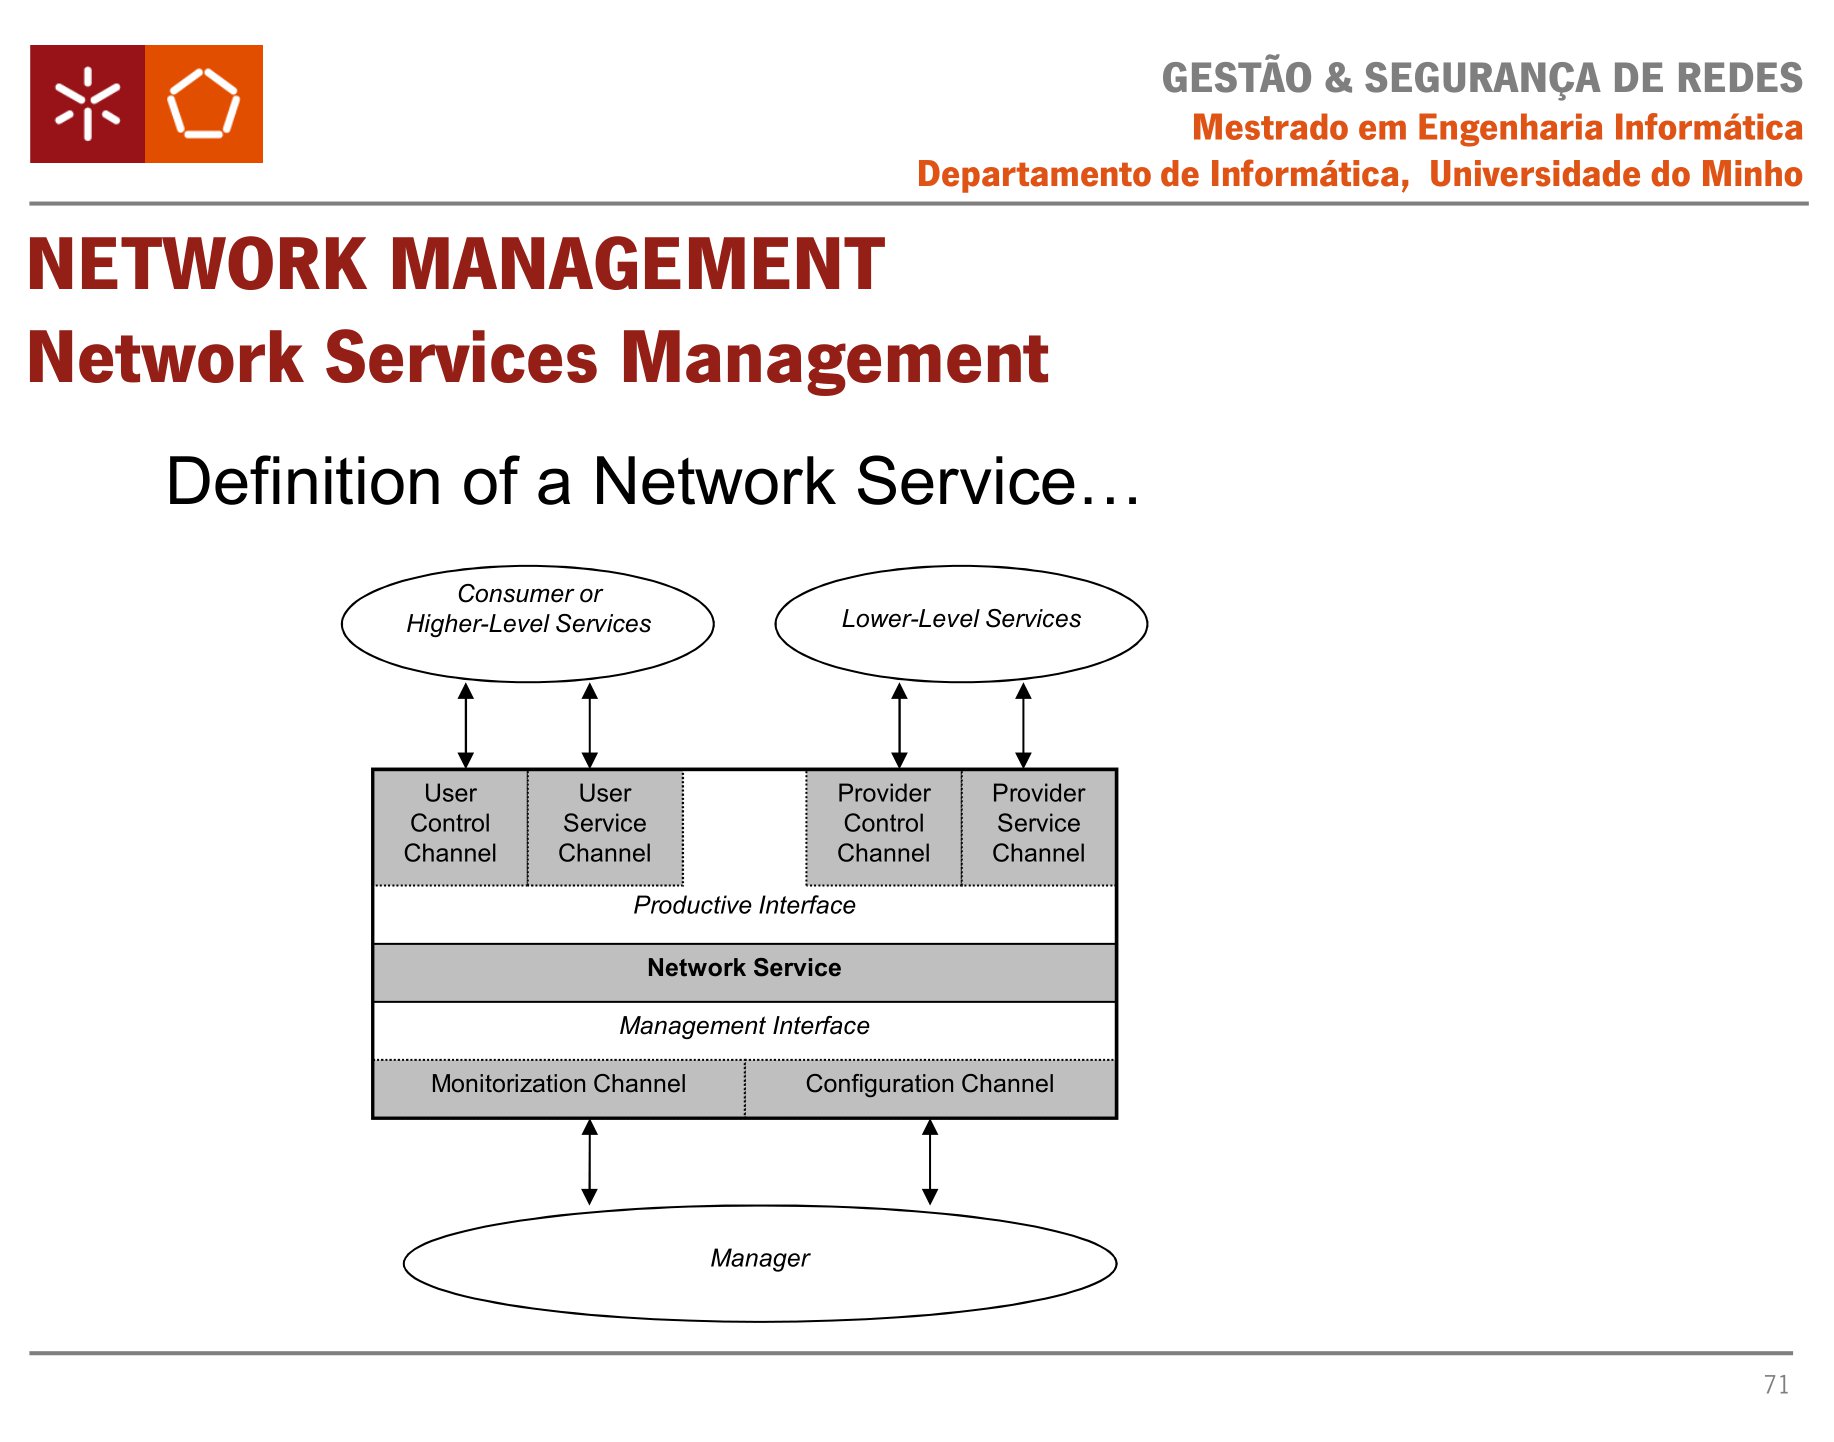 GESTÃO & SEGURANÇA DE REDES
Mestrado em Engenharia Informática
Departamento de Informática, Universidade do Minho
NETWORK MANAGEMENT
Network Services Management
Definition of a Network Service…
Consumer or
Higher-Level Services
Lower-Level Services
User
Control
Channel
User
Service
Channel
Provider
Control
Channel
Provider
Service
Channel
Productive Interface
Network Service
Management Interface
Monitorization Channel
Configuration Channel
Manager
71